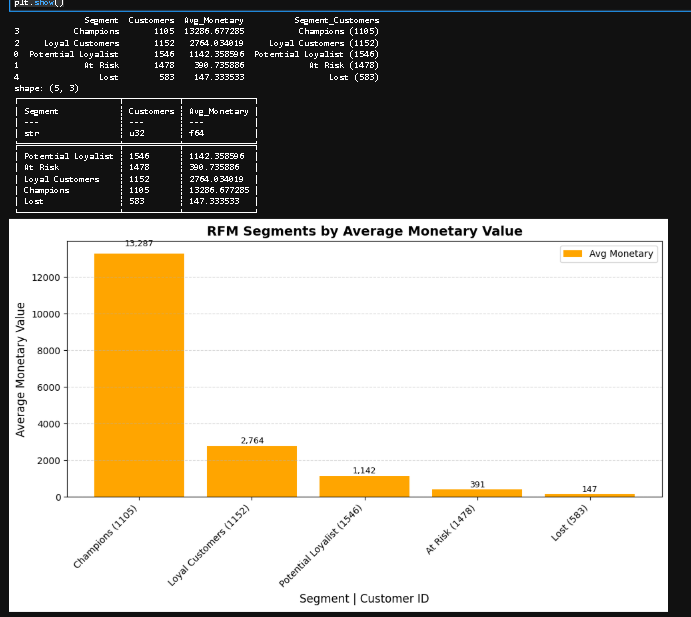 plt.show()
Segment Customers Avg_Monetary Segment_Customers
3 Champions 1105 13286.677285 Champions (1105)
2 Loyal Customers 1152 2764.034019 Loyal Customers (1152)
0 Potential Loyalist 1546 1142.358596 Potential Loyalist (1546)
1 At Risk 1478 390.735886 At Risk (1478)
4 Lost 583 147.333533 Lost (583)
shape: (5, 3)
Segment Customers Avg_Monetary
--- --- ---
str u32 f64
Potential Loyalist 1546 1142.358596
At Risk 1478 390.735886
Loyal Customers 1152 2764.034019
Champions 1105 13286.677285
Lost 583 147.333533
RFM Segments by Average Monetary Value
13,287
Avg Monetary
12000
10000
8000
6000
4000
2000
0
Average Monetary Value
2,764
1,142
391
147
Champions (1105)
Loyal Customers (1152)
Potential Loyalist (1546)
At Risk (1478)
Lost (583)
Segment | Customer ID